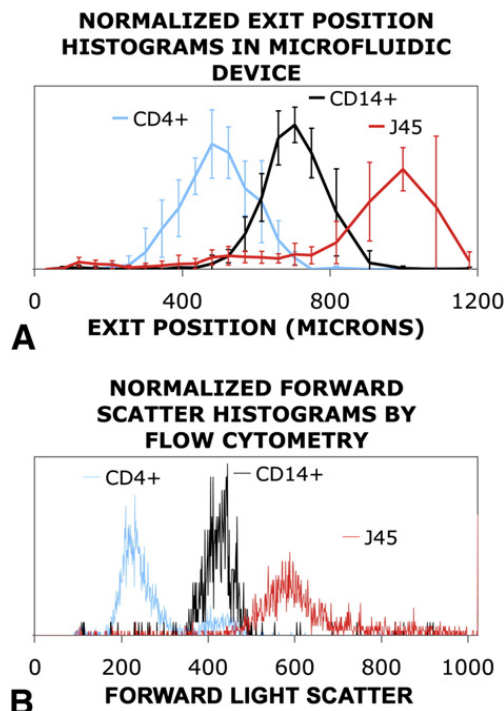 NORMALIZED EXIT POSITION
HISTOGRAMS IN MICROFLUIDIC
DEVICE
CD4+
CD14+
J45
0
400
800
1200
EXIT POSITION (MICRONS)
A
NORMALIZED FORWARD
SCATTER HISTOGRAMS BY
FLOW CYTOMETRY
CD4+
CD14+
J45
0
200
400
600
800
1000
FORWARD LIGHT SCATTER
B